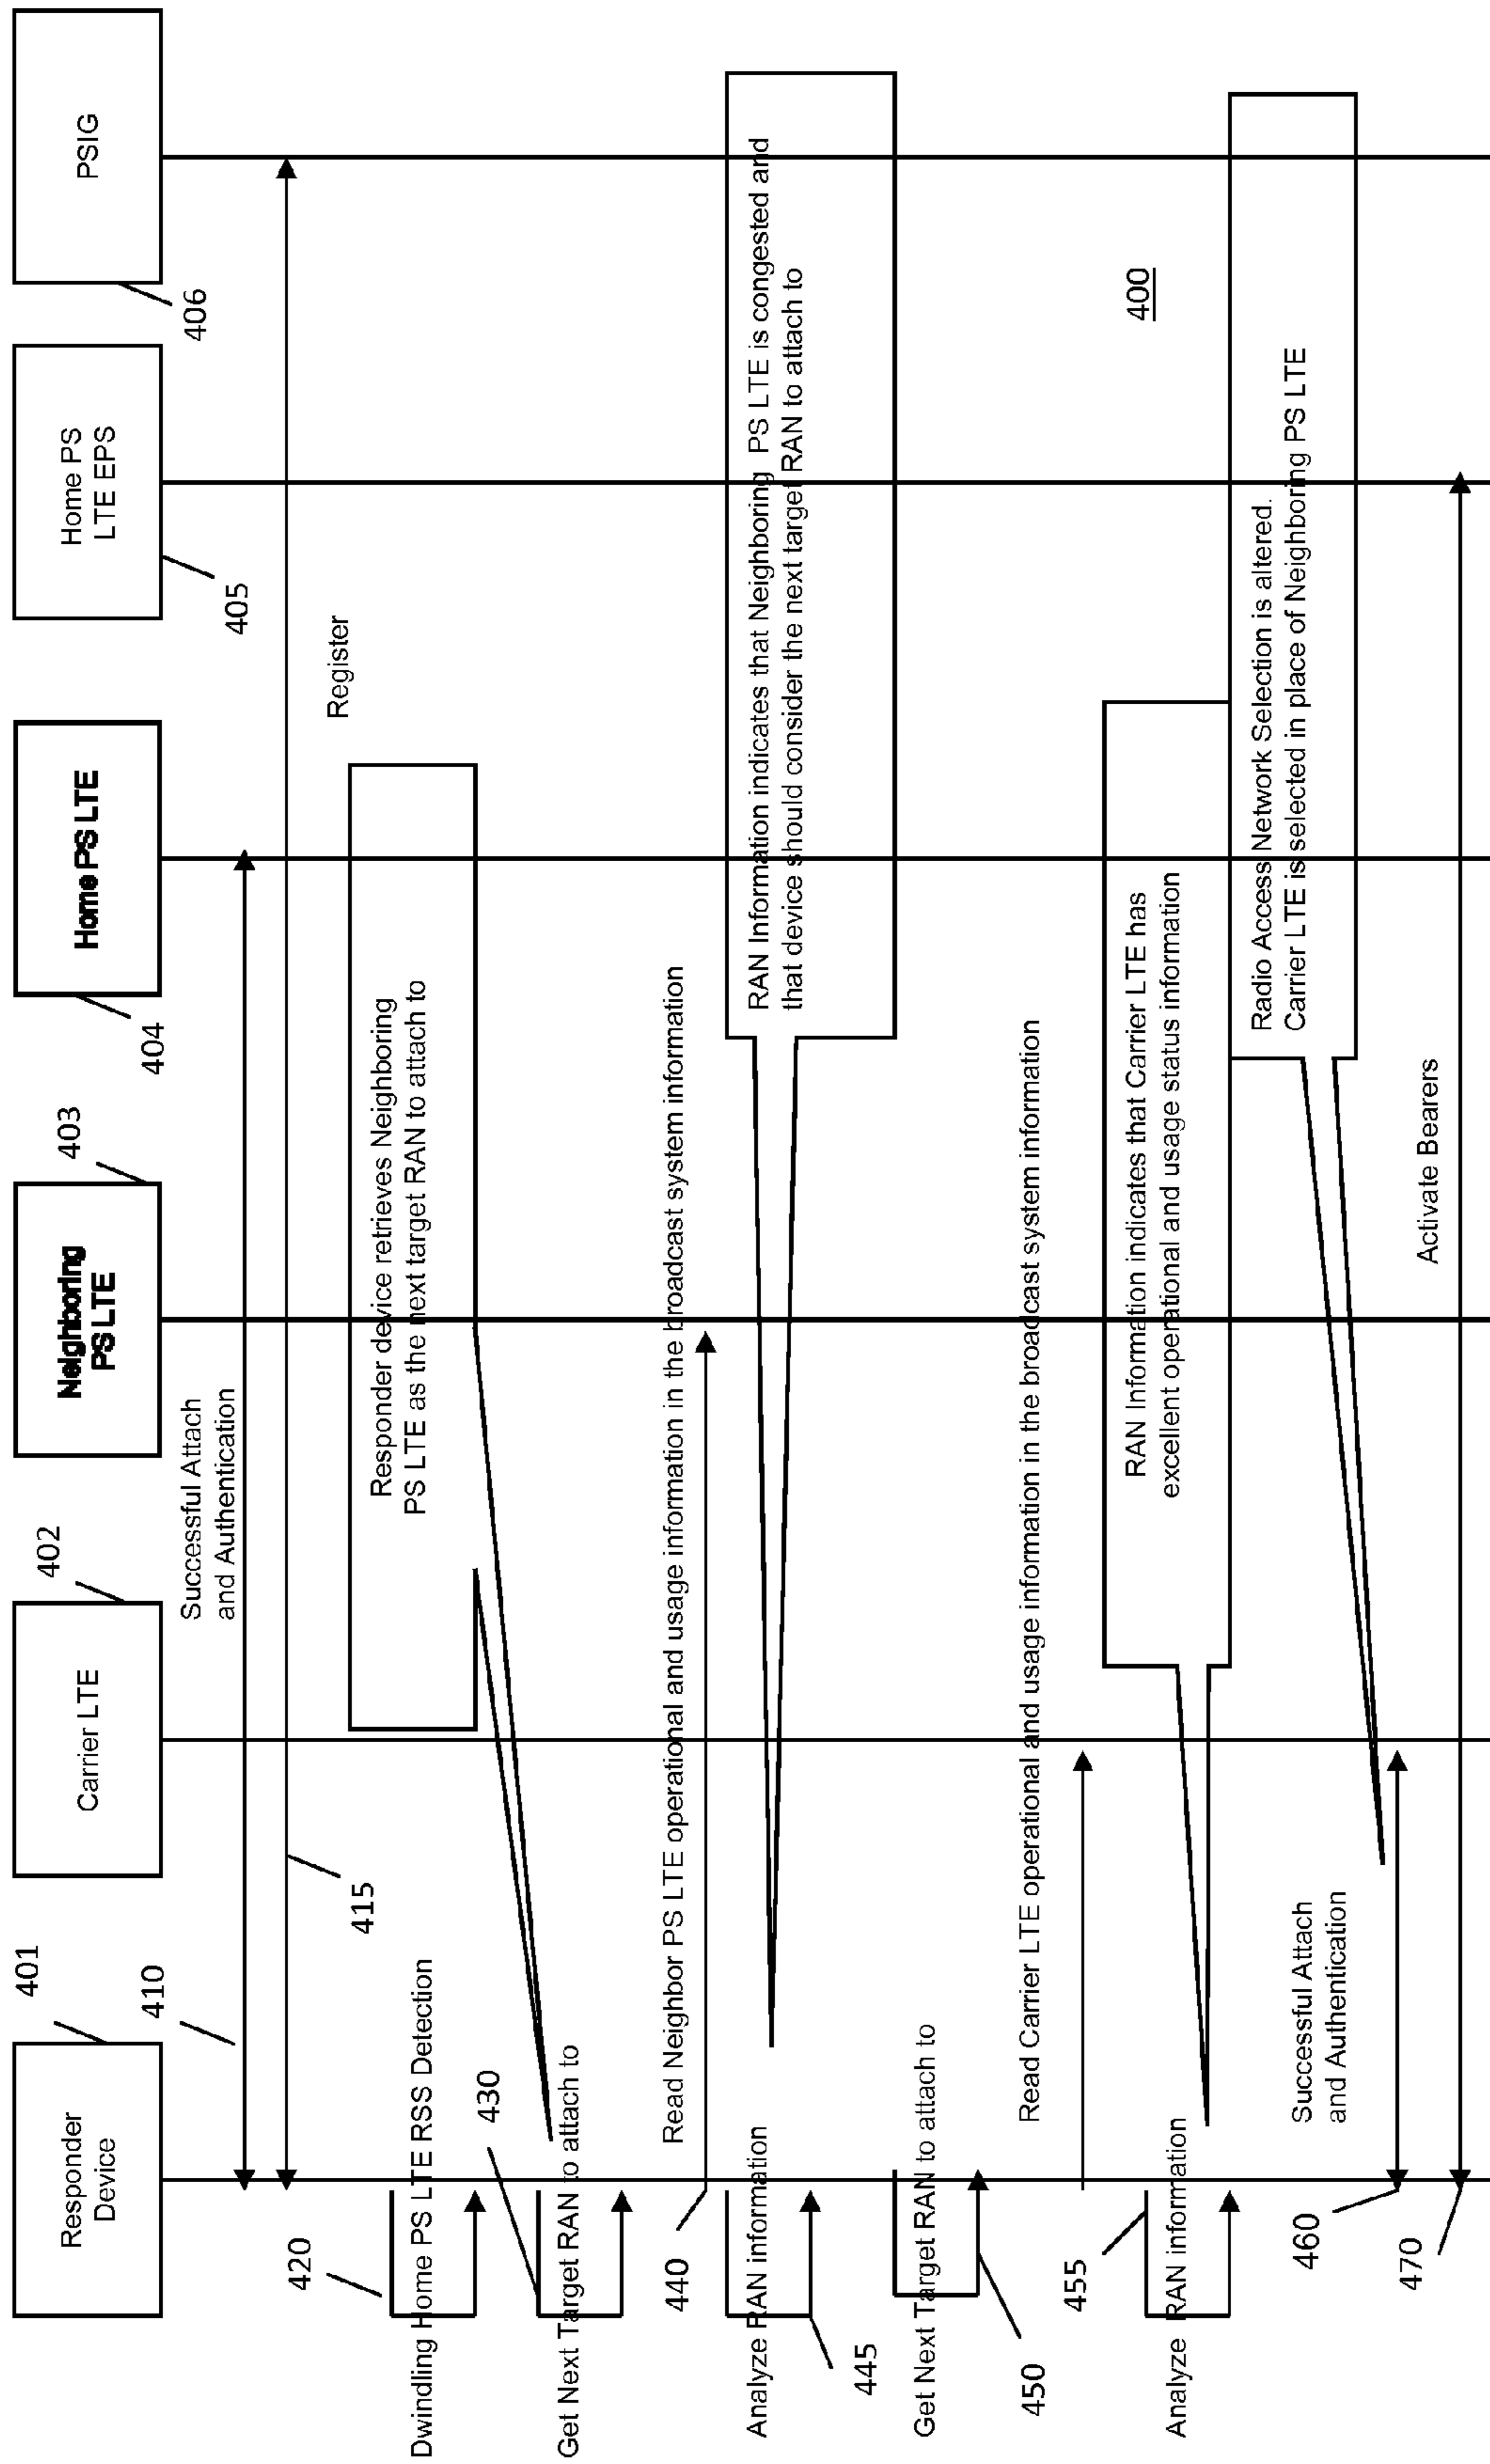 Responder
Device
401
Carrier LTE
402
Neighboring
PS LTE
403
Home PS LTE
404
Home PS
LTE EPS
405
PSIG
406
410
Successful Attach
and Authentication
415
Register
420
Dwindling Home PS LTE RSS Detection
Responder device retrieves Neighboring
PS LTE as the next target RAN to attach to
430
Get Next Target RAN to attach to
440
Read Neighbor PS LTE operational and usage information in the broadcast system information
Analyze RAN information
445
RAN Information indicates that Neighboring PS LTE is congested and
that device should consider the next target RAN to attach to
Get Next Target RAN to attach to
450
Read Carrier LTE operational and usage information in the broadcast system information
455
Analyze RAN information
RAN Information indicates that Carrier LTE has
excellent operational and usage status information
400
Radio Access Network Selection is altered.
Carrier LTE is selected in place of Neighboring PS LTE
Successful Attach
and Authentication
460
Activate Bearers
470